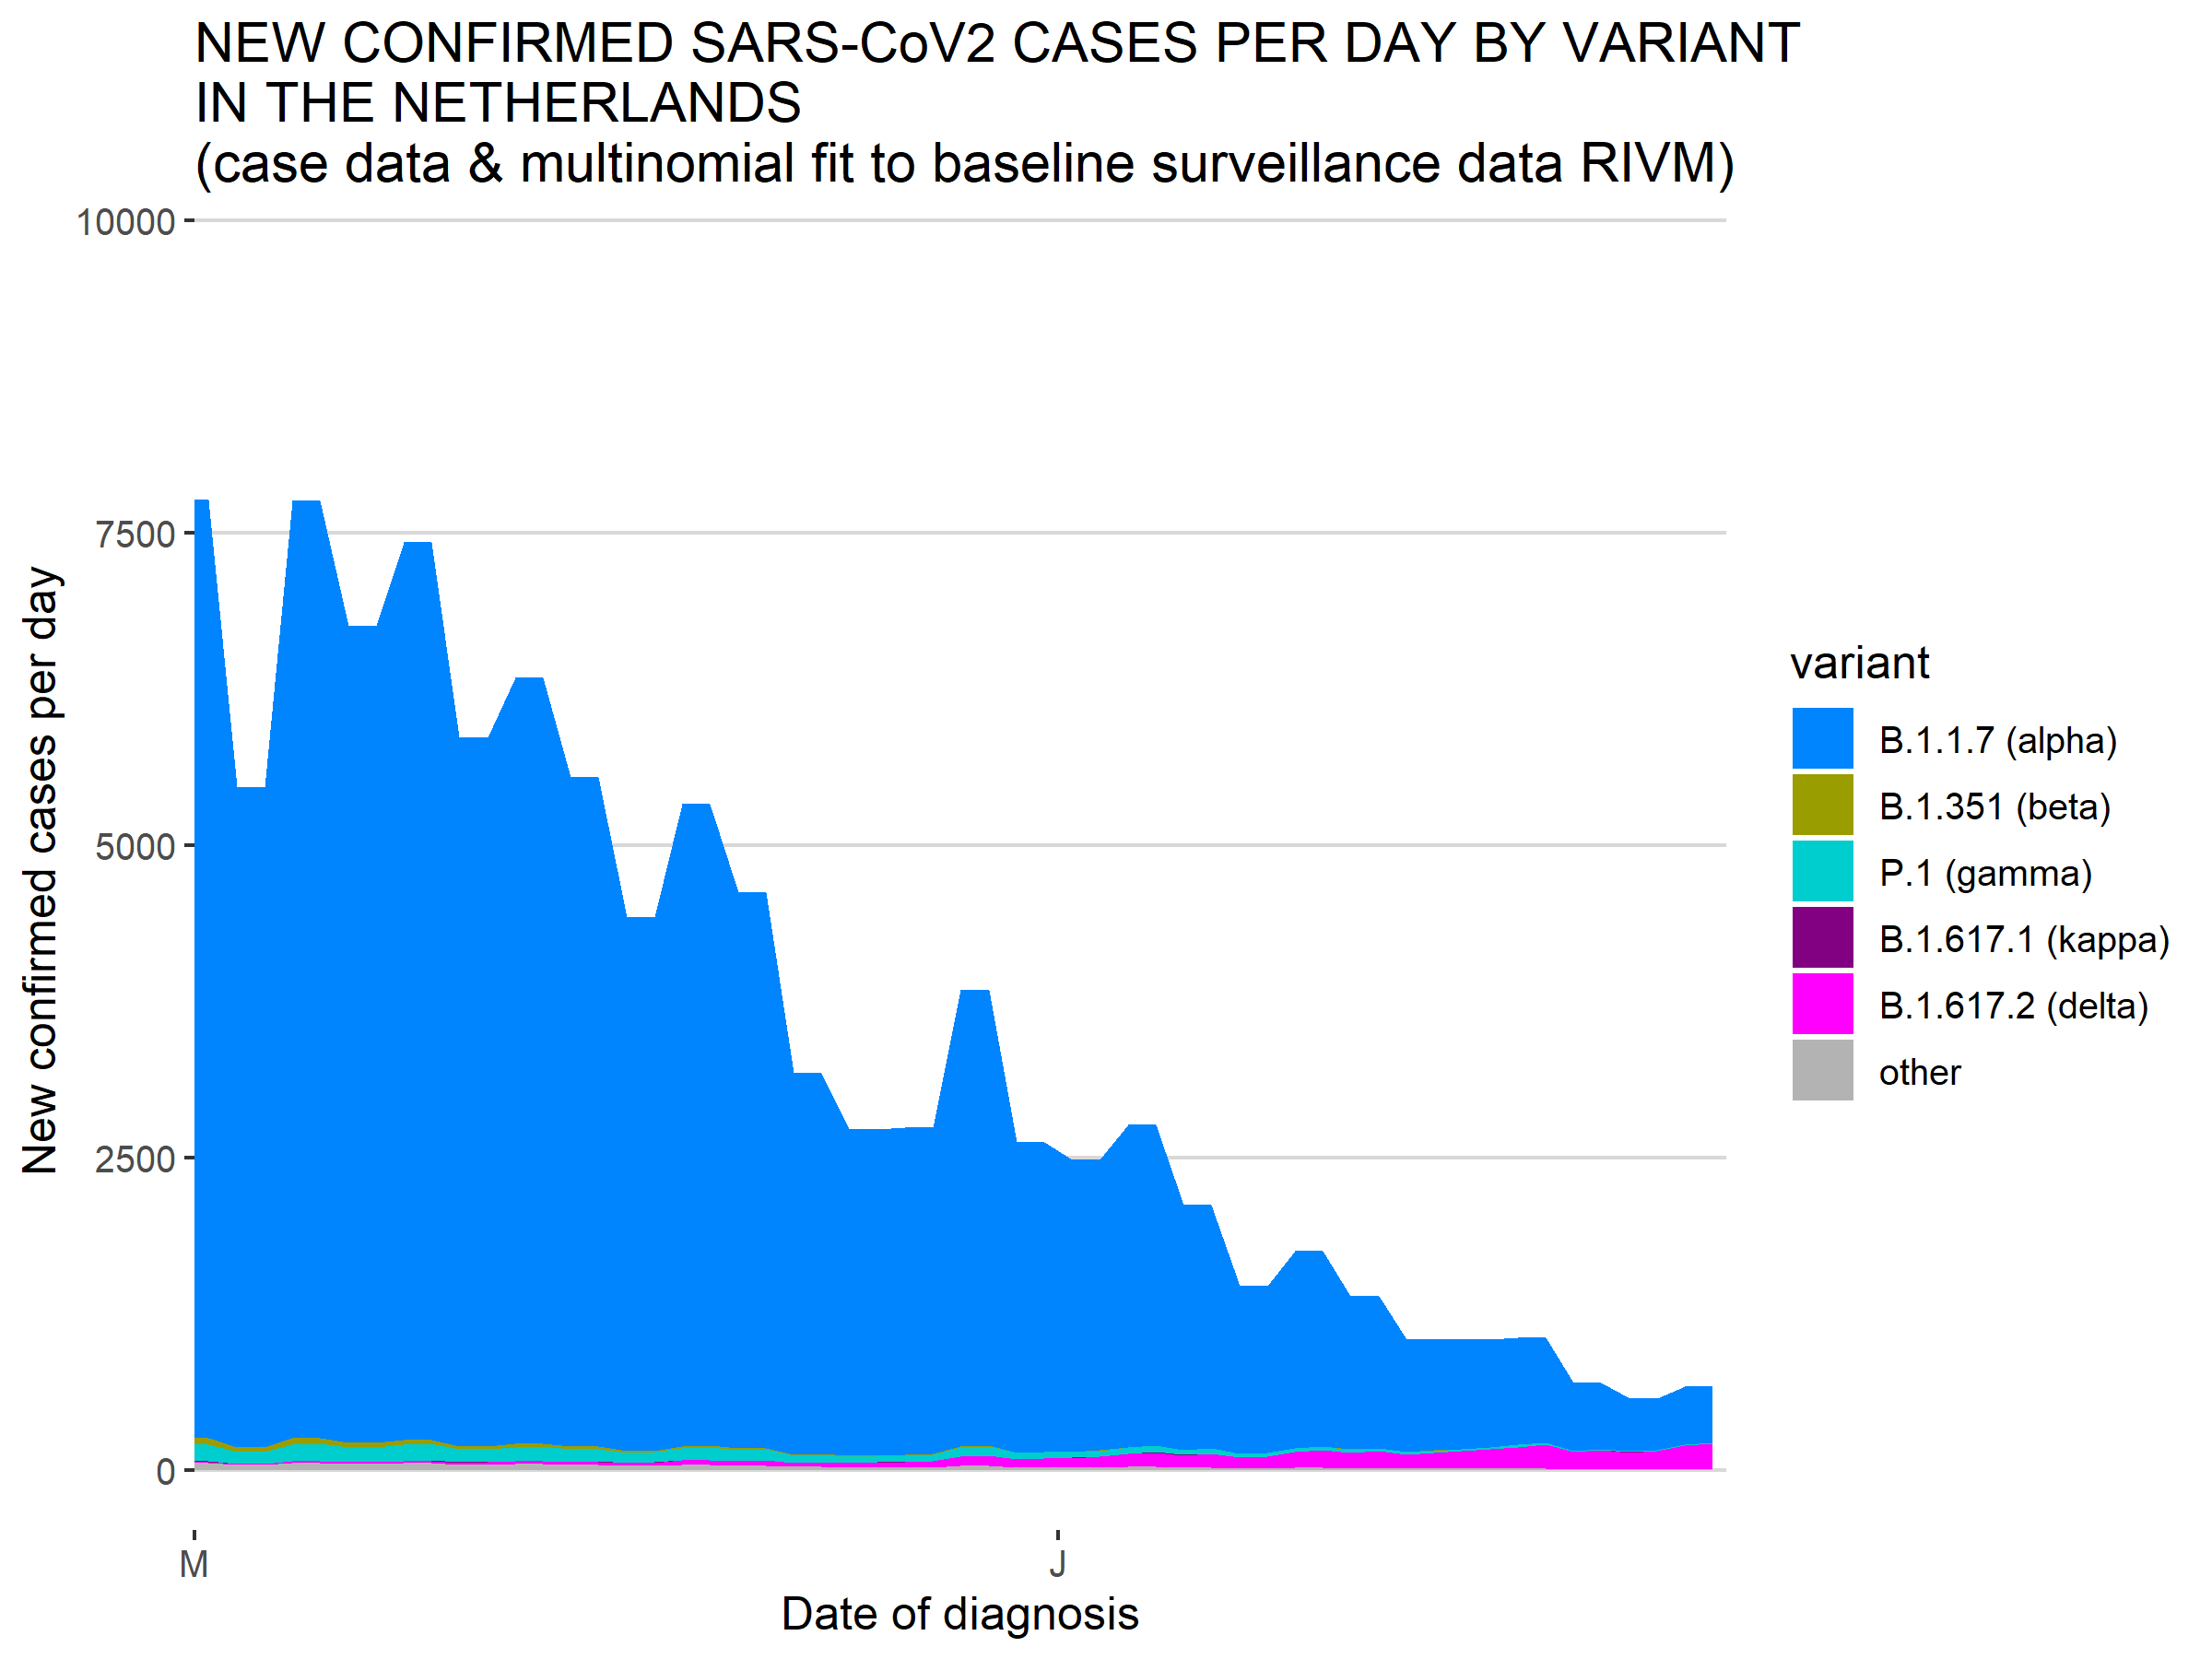 NEW CONFIRMED SARS-CoV2 CASES PER DAY BY VARIANT
IN THE NETHERLANDS
(case data & multinomial fit to baseline surveillance data RIVM)
New confirmed cases per day
10000
7500
5000
2500
0
M
J
Date of diagnosis
variant
B.1.1.7 (alpha)
B.1.351 (beta)
P.1 (gamma)
B.1.617.1 (kappa)
B.1.617.2 (delta)
other